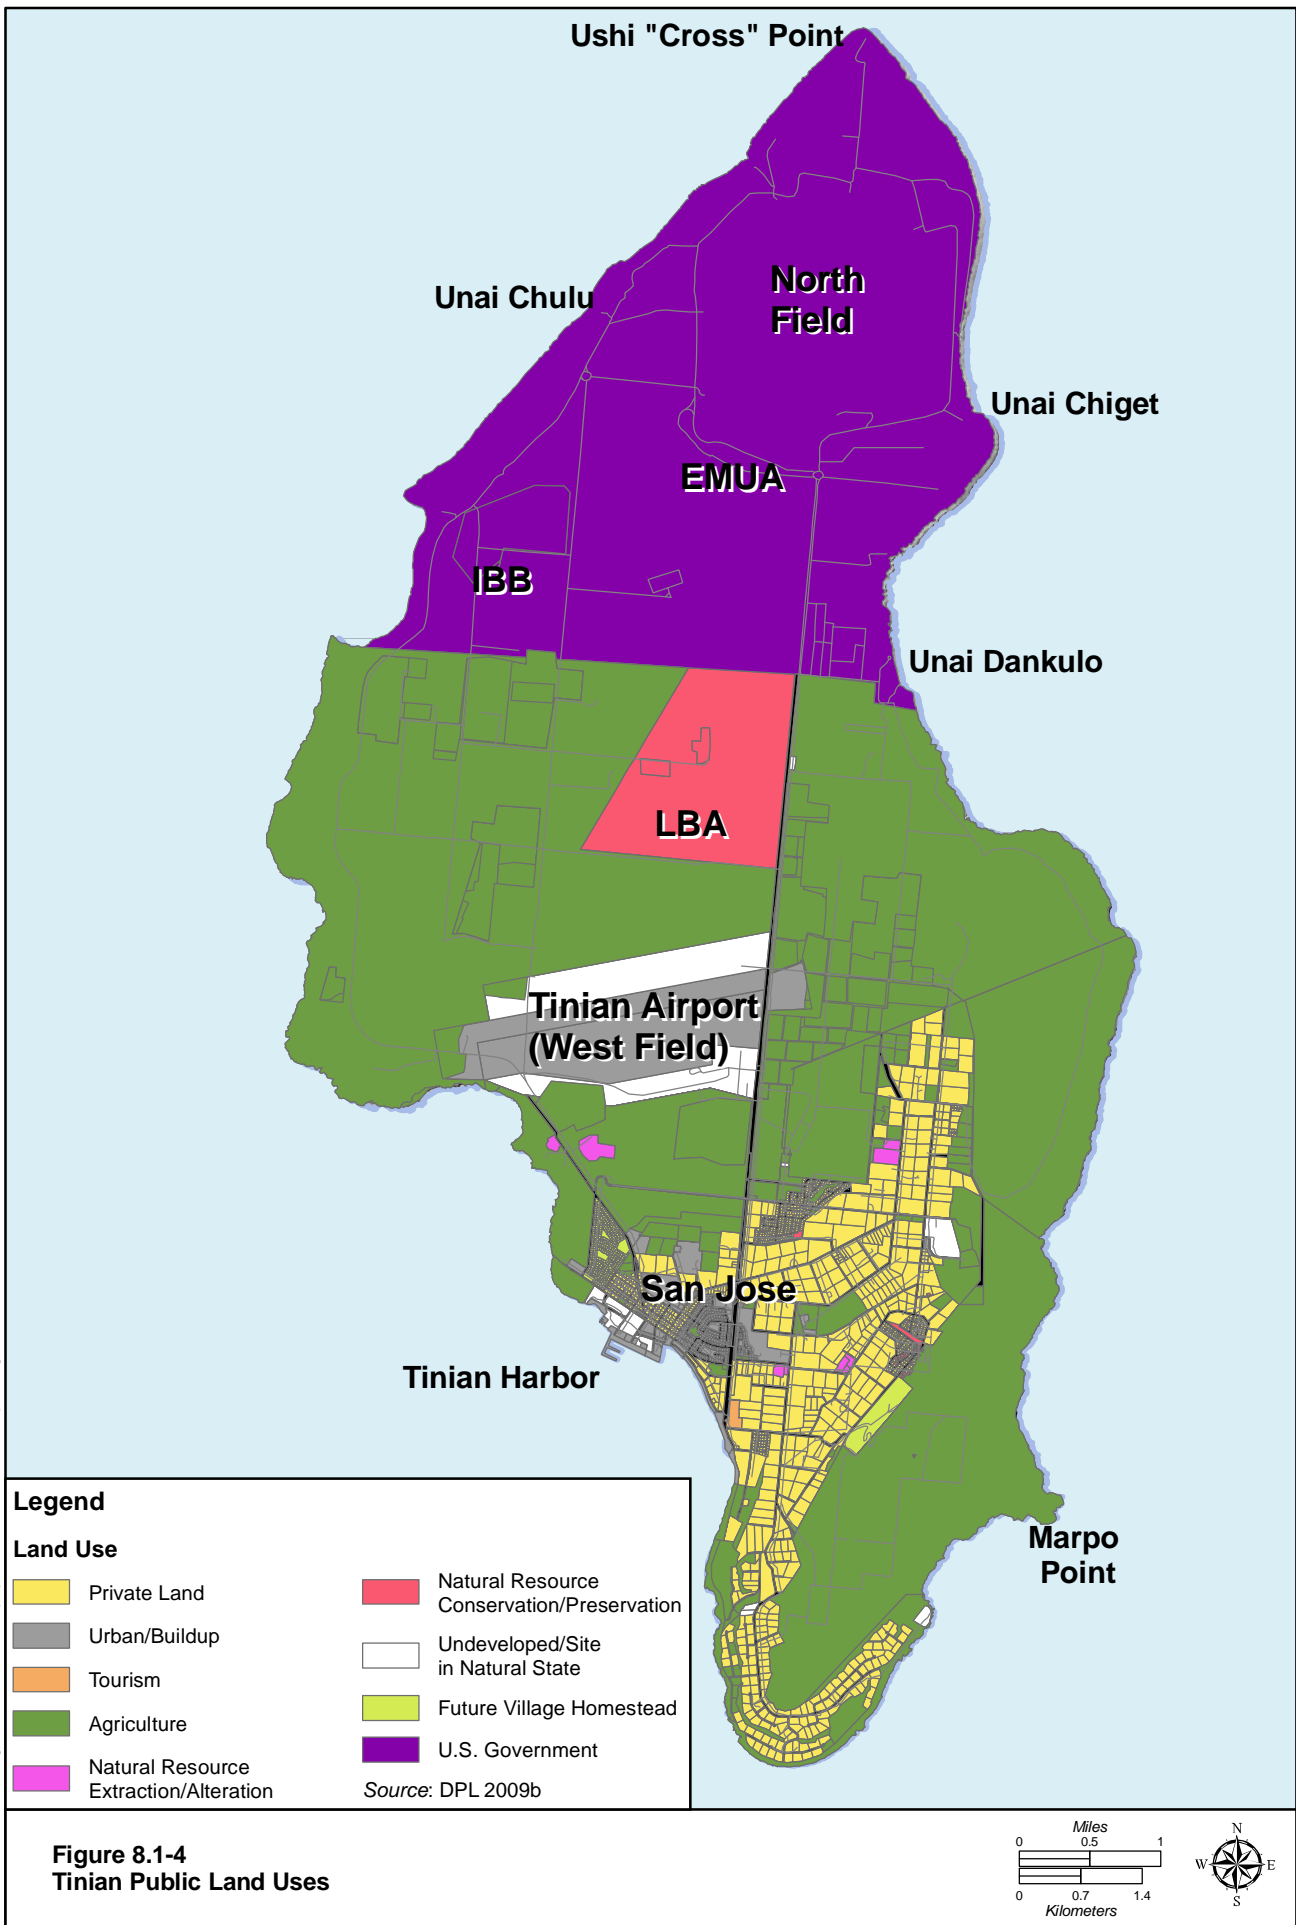 Ushi "Cross" Point
North
Field
Unai Chulu
Unai Chiget
EMUA
IBB
Unai Dankulo
LBA
Tinian Airport
(West Field)
San Jose
Tinian Harbor
Marpo
Point
Legend
Land Use
Private Land
Urban/Buildup
Tourism
Agriculture
Natural Resource
Extraction/Alteration
Natural Resource
Conservation/Preservation
Undeveloped/Site
in Natural State
Future Village Homestead
U.S. Government
Source: DPL 2009b
Figure 8.1-4
Tinian Public Land Uses
Miles
0 0.5 1
0 0.7 1.4
Kilometers
N
W E
S